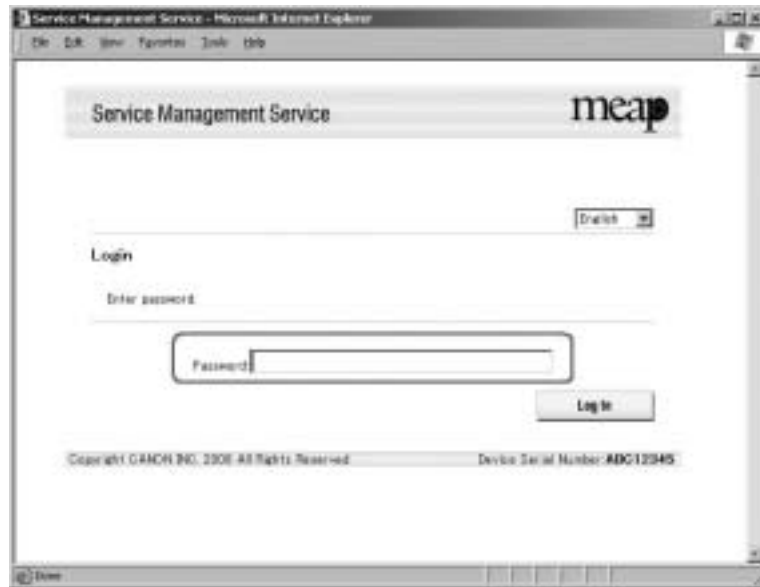 Service Management Service - Microsoft Internet Explorer
File Edit View Favorites Tools Help
Service Management Service
meap
English
Login
Enter password
Password:
Log In
Copyright CANON INC. 2006 All Rights Reserved
Device Serial Number:ABC12345
Done